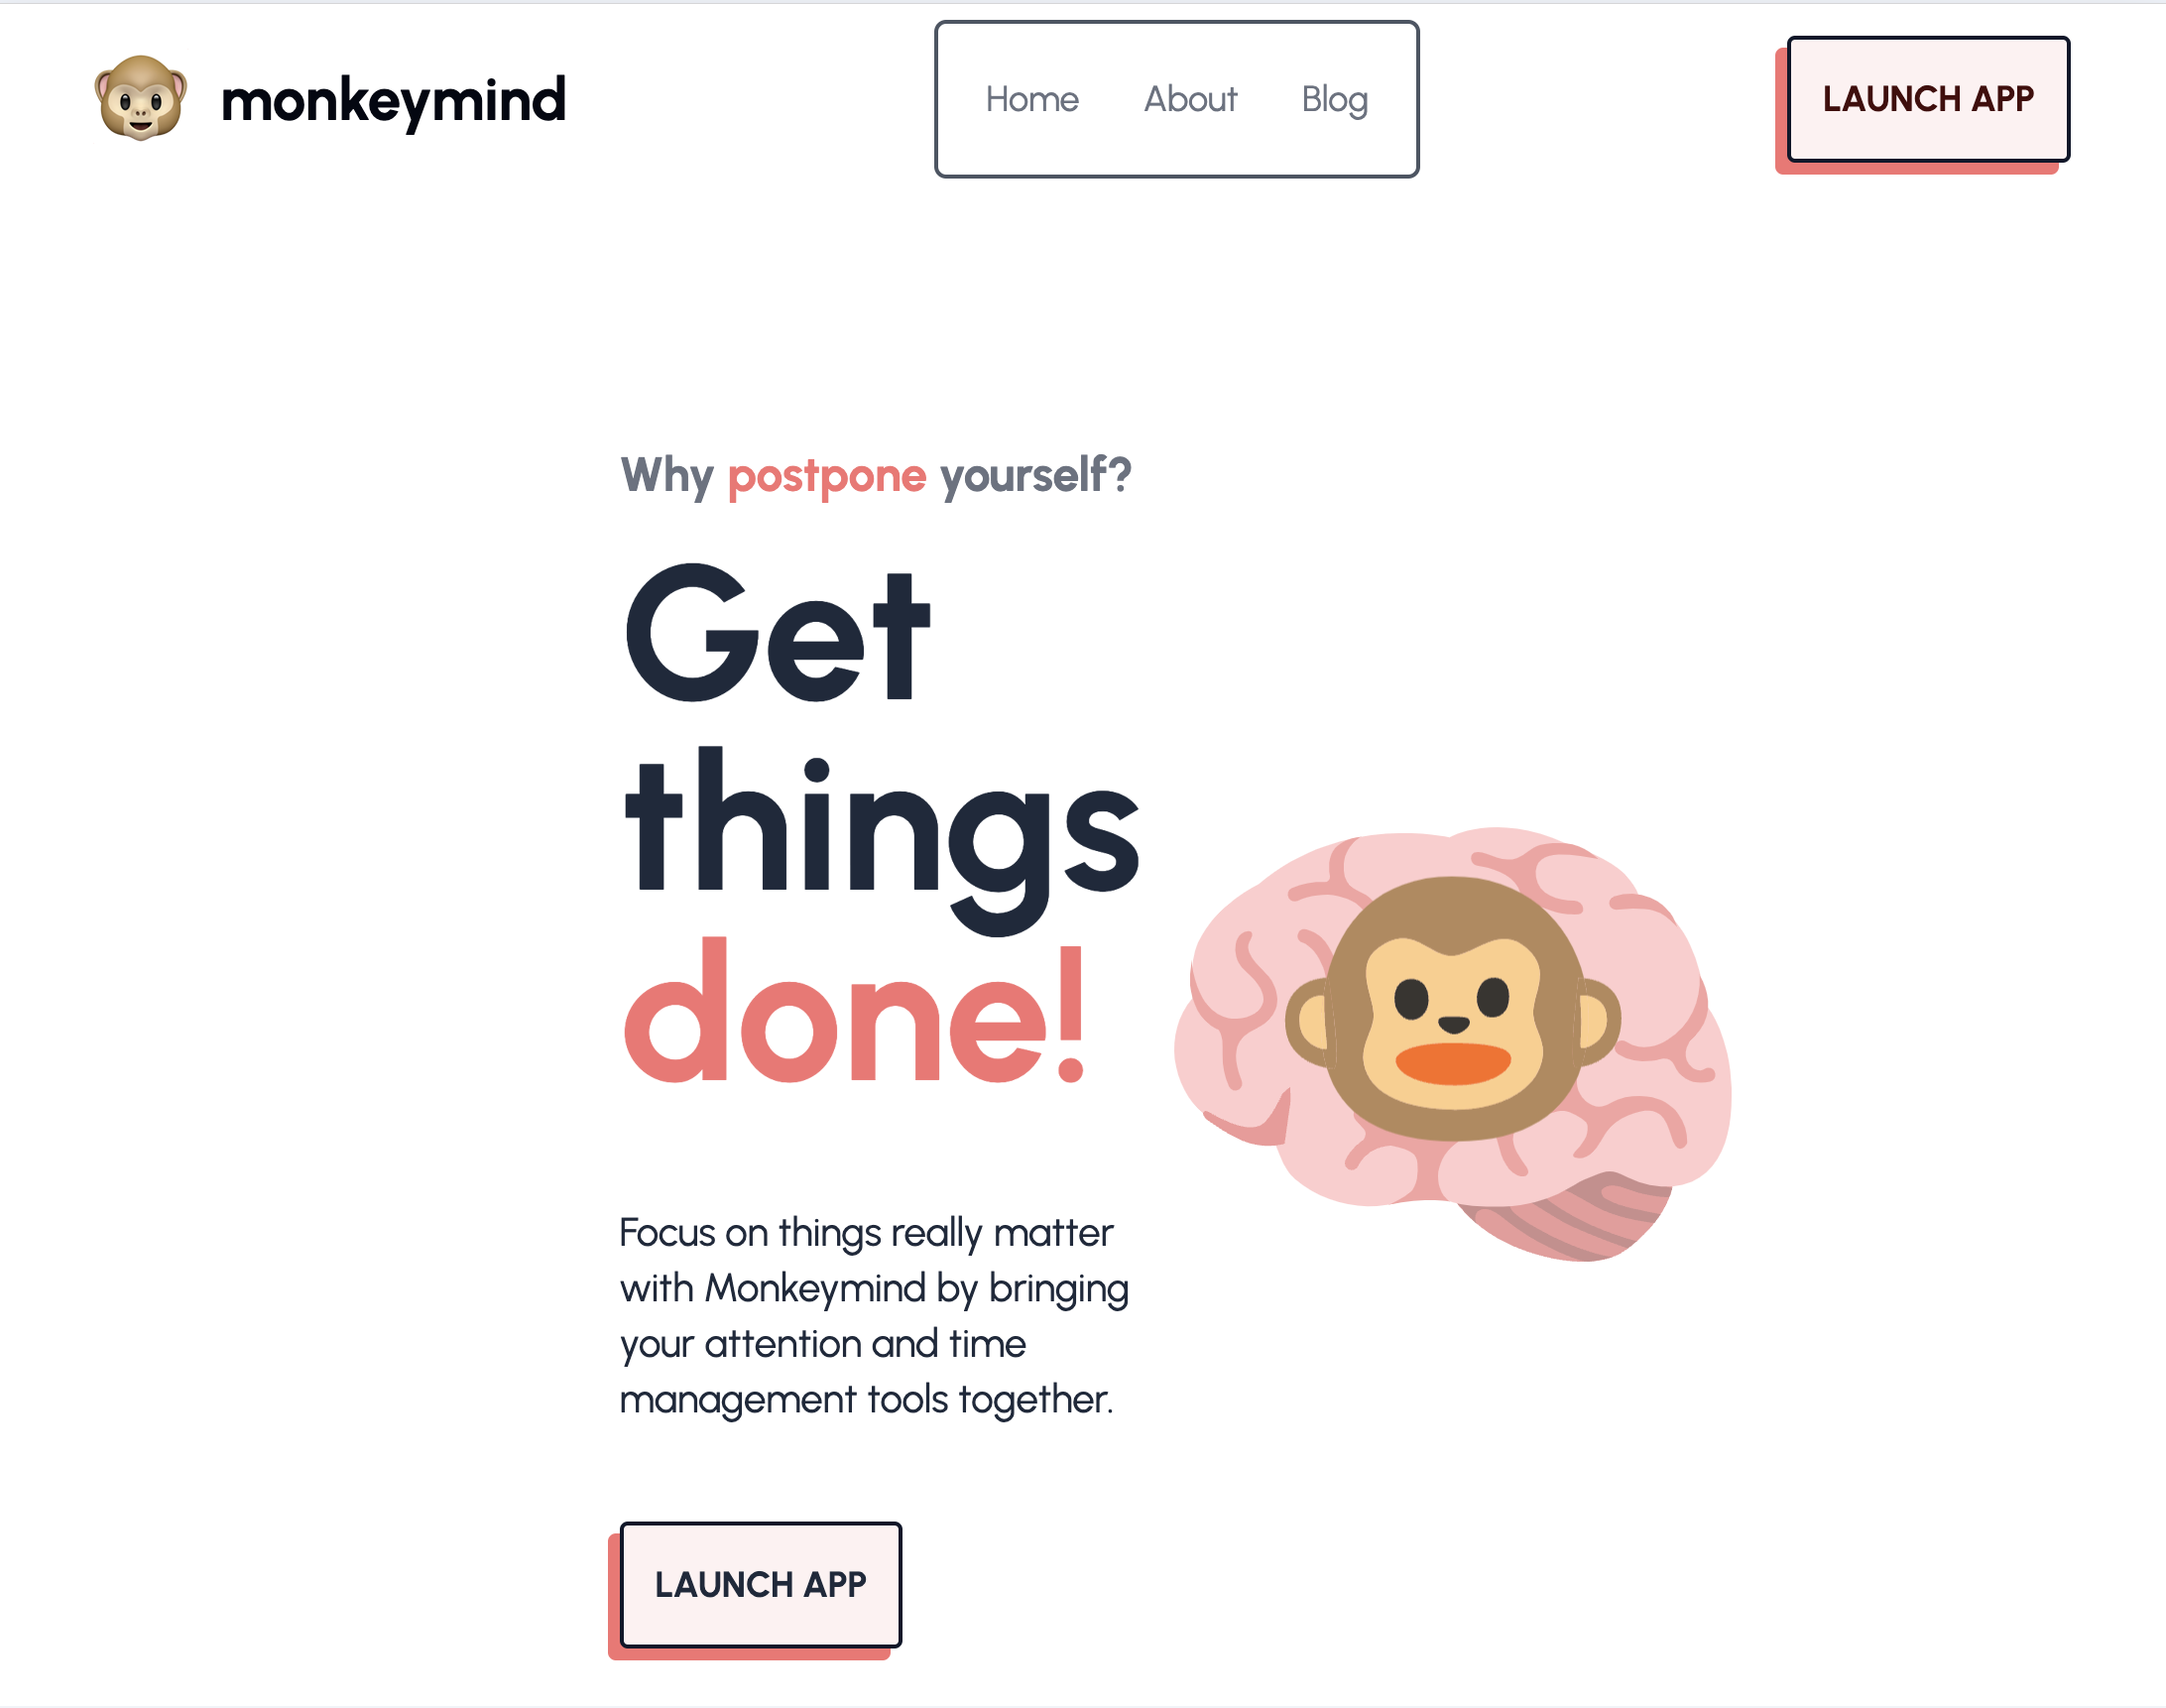 monkeymind
Home About Blog
LAUNCH APP
Why postpone yourself?
Get
things
done!
Focus on things really matter
with Monkeymind by bringing
your attention and time
management tools together.
LAUNCH APP